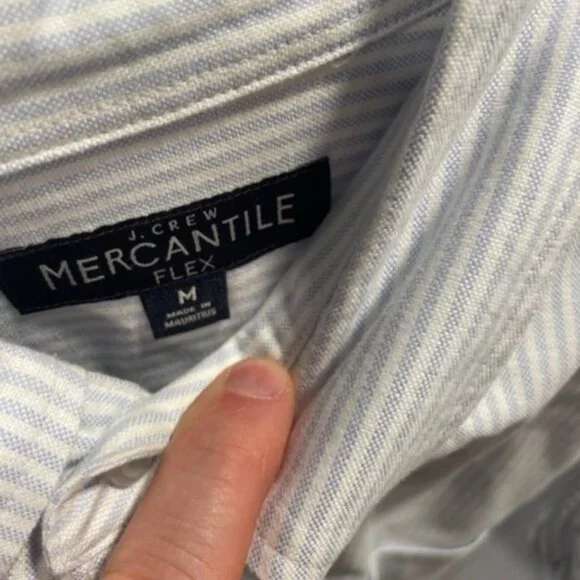 J.CREW
MERCANTILE
FLEX
M
MADE IN
MAURITIUS